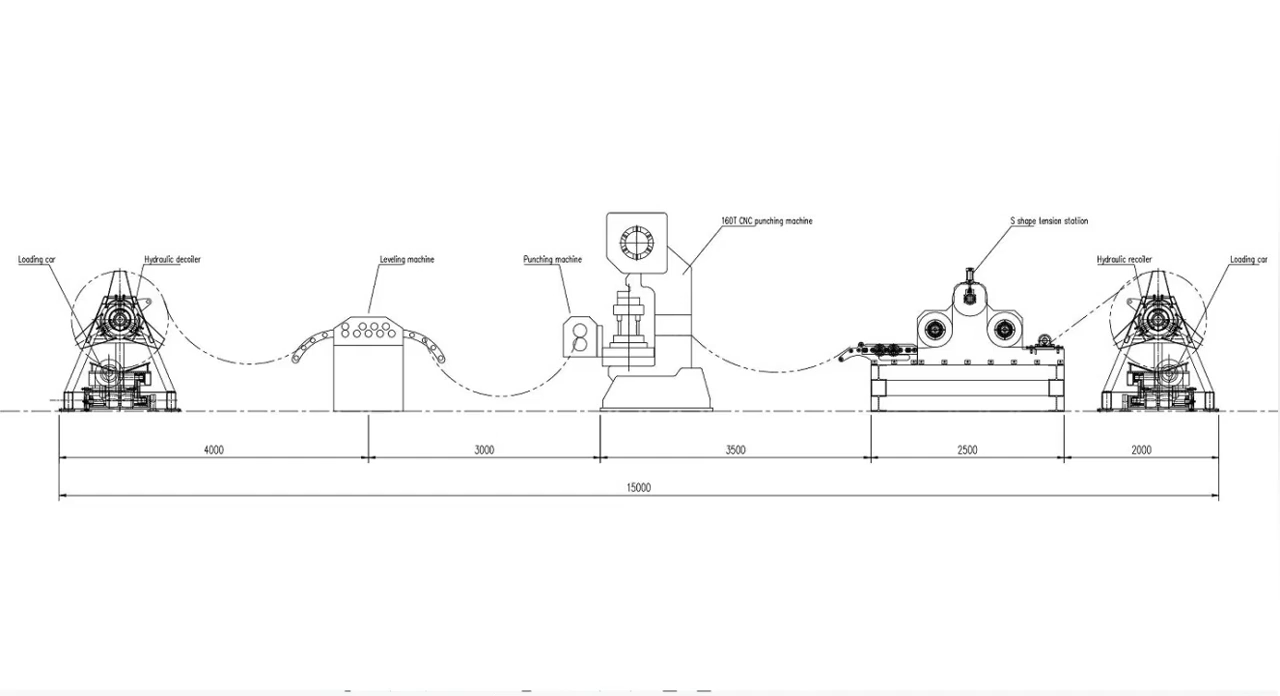 160T CNC punching machine
S shape tension statiion
Loading car
Hydraulic decoiler
Leveling machine
Punching machine
Hydraulic recoiler
Loading car
4000
3000
3500
2500
2000
15000